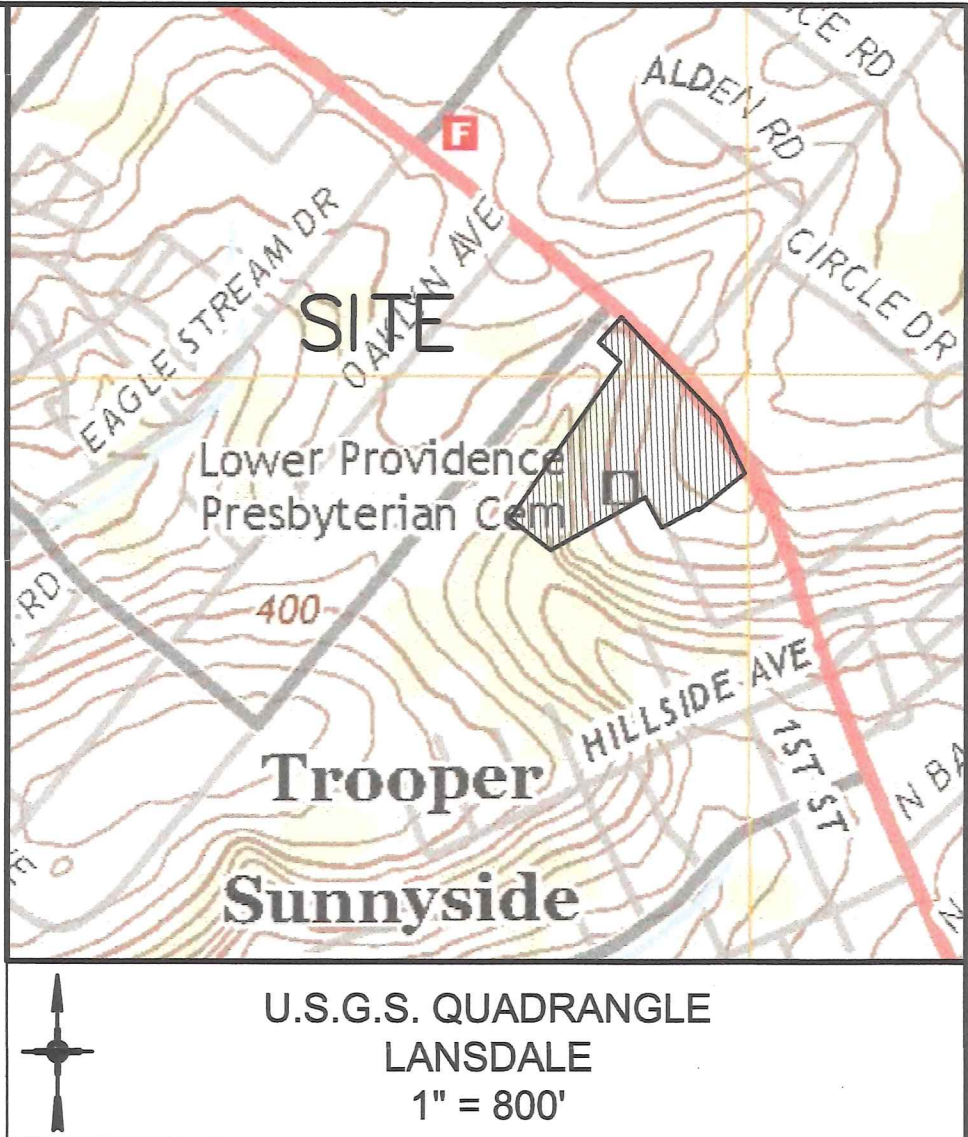 CE RD
ALDEN RD
F
CIRCLE DR
EAGLE STREAM DR
OAKLYN AVE
SITE
Lower Providence
Presbyterian Cem
RD
400
HILLSIDE AVE
1ST ST
N BA
Trooper
Sunnyside
N
U.S.G.S. QUADRANGLE
LANSDALE
1" = 800'